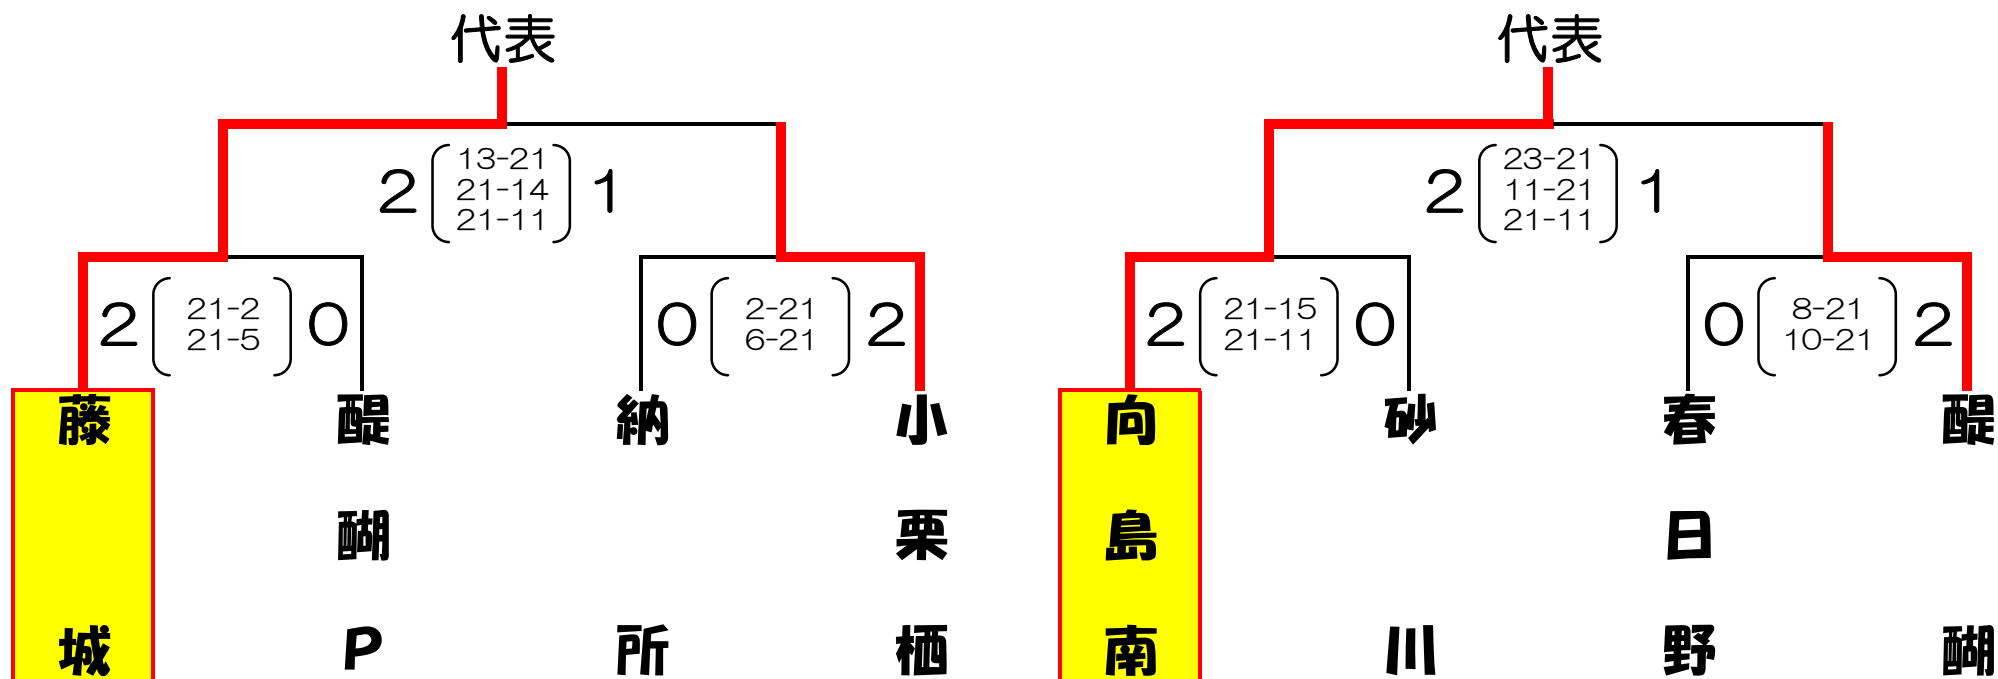 代表
2 13-21 1
21-14
21-11
2 21-2 0
21-5
0 2-21 2
6-21
藤城
醍醐P
納所
小栗栖
代表
2 23-21 1
11-21
21-11
2 21-15 0
21-11
0 8-21 2
10-21
向島南
砂川
春日野
醍醐